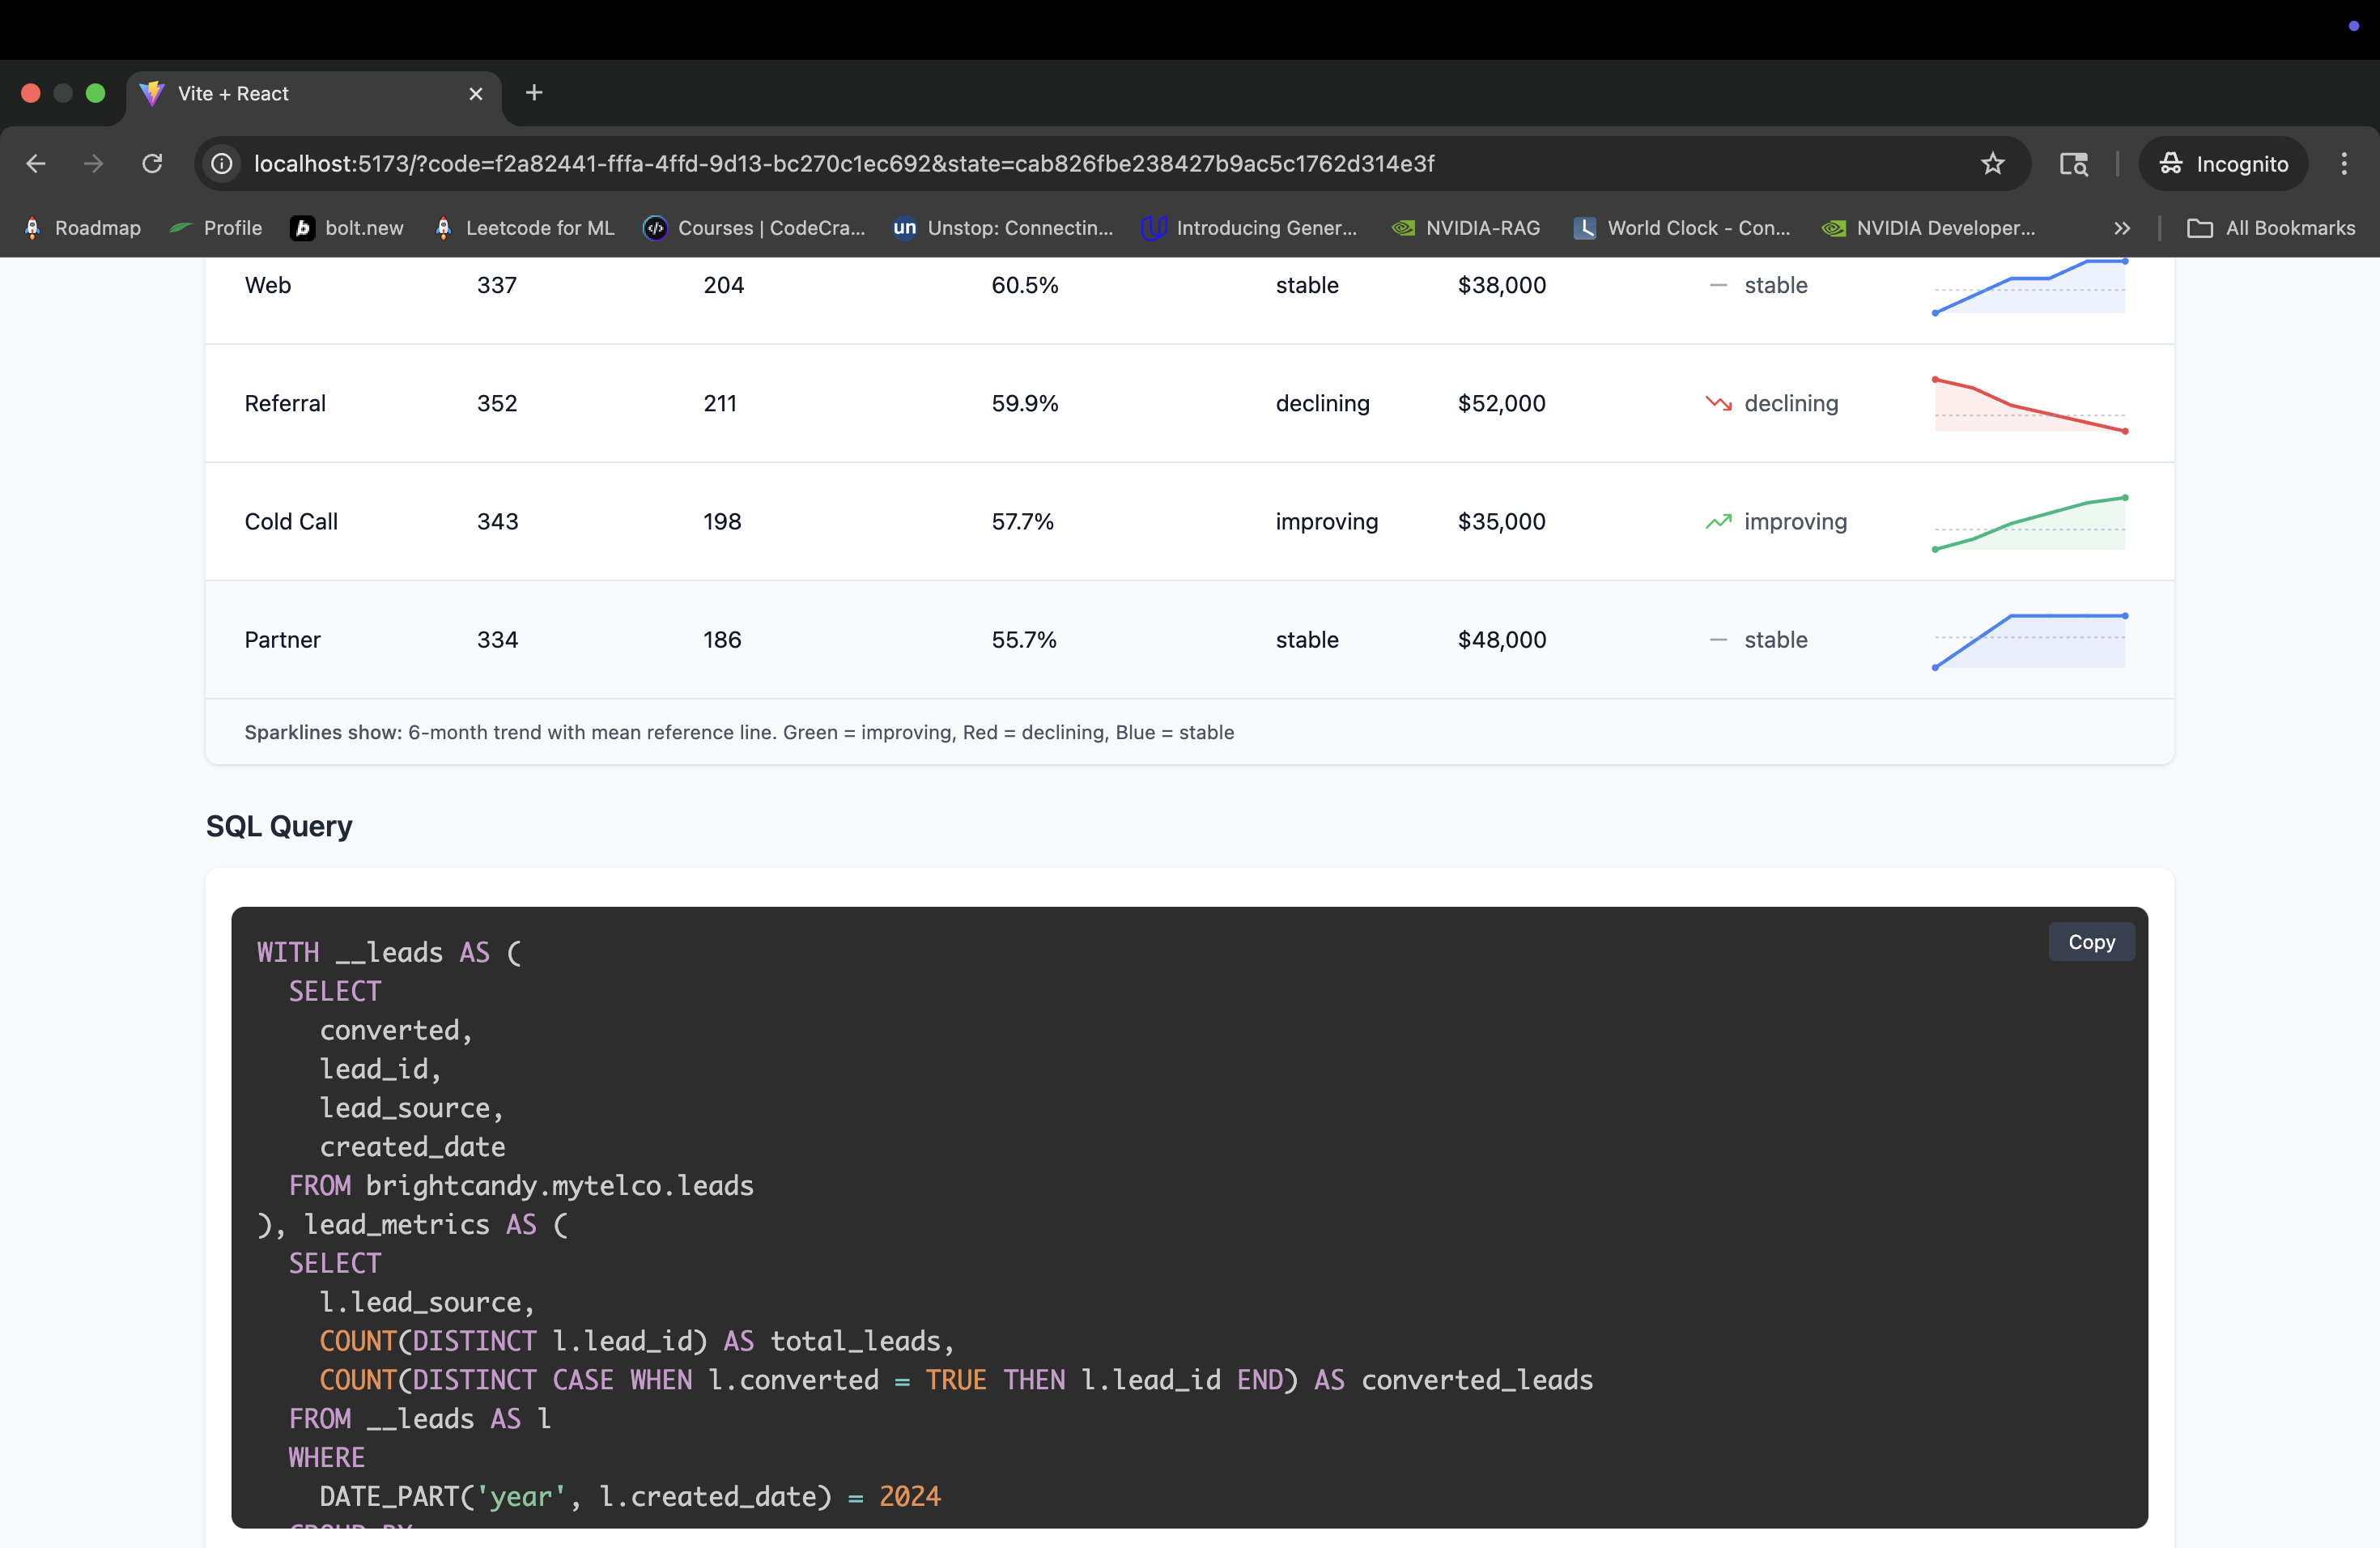 Vite + React
localhost:5173/?code=f2a82441-fffa-4ffd-9d13-bc270c1ec692&state=cab826fbe238427b9ac5c1762d314e3f
Incognito
Roadmap Profile bolt.new Leetcode for ML Courses | CodeCra... un Unstop: Connectin... Introducing Gener... NVIDIA-RAG World Clock - Con... NVIDIA Developer... All Bookmarks
Web 337 204 60.5% stable $38,000 stable
Referral 352 211 59.9% declining $52,000 declining
Cold Call 343 198 57.7% improving $35,000 improving
Partner 334 186 55.7% stable $48,000 stable
Sparklines show: 6-month trend with mean reference line. Green = improving, Red = declining, Blue = stable
SQL Query
Copy
WITH __leads AS (
SELECT
converted,
lead_id,
lead_source,
created_date
FROM brightcandy.mytelco.leads
), lead_metrics AS (
SELECT
l.lead_source,
COUNT(DISTINCT l.lead_id) AS total_leads,
COUNT(DISTINCT CASE WHEN l.converted = TRUE THEN l.lead_id END) AS converted_leads
FROM __leads AS l
WHERE
DATE_PART('year', l.created_date) = 2024